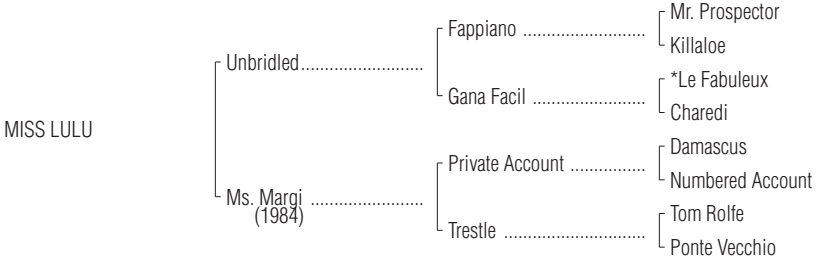 Mr. Prospector
Fappiano ..........................
Killaloe
Unbridled..........................
*Le Fabuleux
Gana Facil ........................
Charedi
MISS LULU
Damascus
Private Account ................
Numbered Account
Ms. Margi ........................
(1984)
Tom Rolfe
Trestle ..............................
Ponte Vecchio